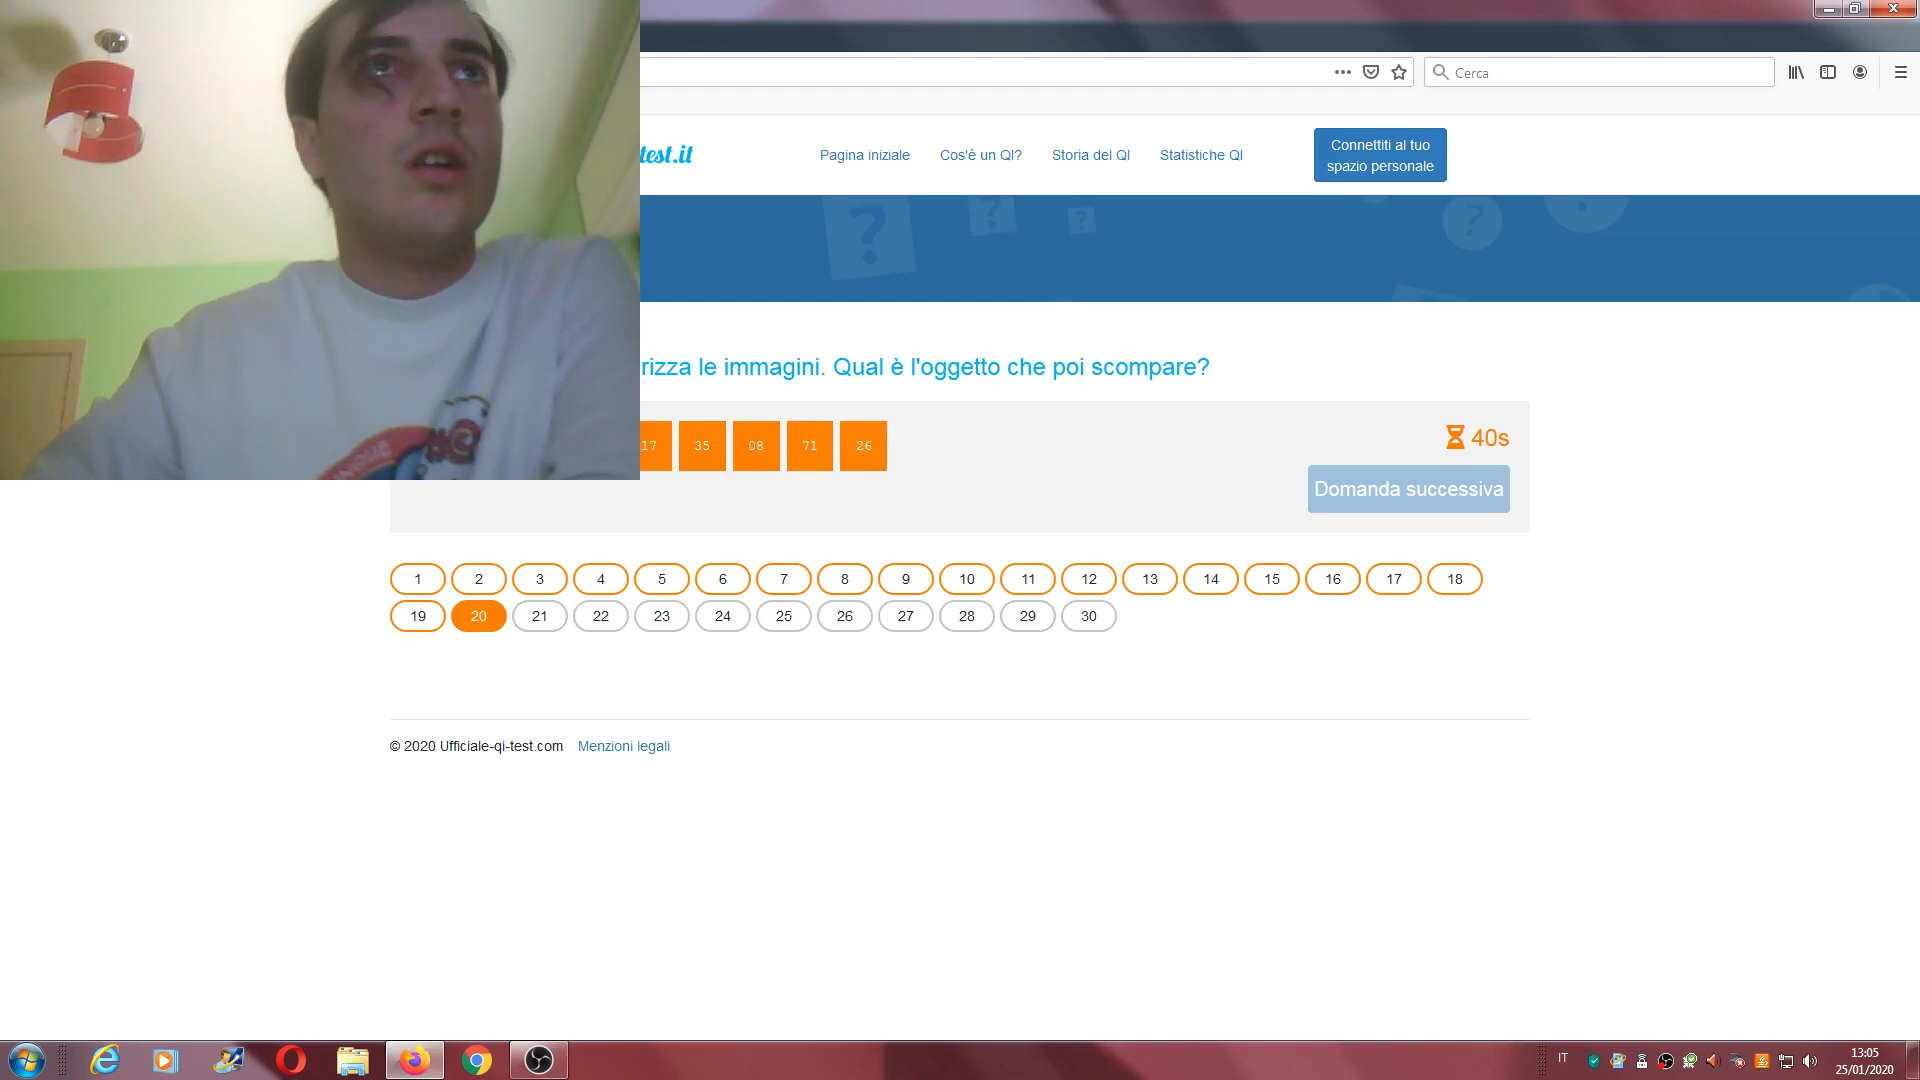 Cerca
test.it
Pagina iniziale Cos'è un QI? Storia del QI Statistiche QI
Connettiti al tuo
spazio personale
rizza le immagini. Qual è l'oggetto che poi scompare?
17 35 08 71 26
40s
Domanda successiva
1 2 3 4 5 6 7 8 9 10 11 12 13 14 15 16 17 18
19 20 21 22 23 24 25 26 27 28 29 30
© 2020 Ufficiale-qi-test.com Menzioni legali
IT
13:05
25/01/2020